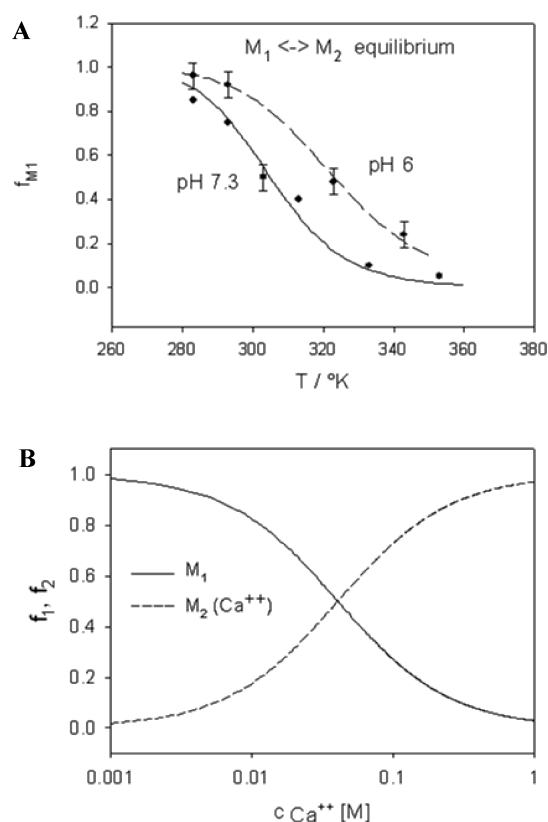 A
M₁ <-> M₂ equilibrium
1.2
1.0
0.8
0.6
0.4
0.2
0.0
f_M1
pH 7.3
pH 6
260 280 300 320 340 360 380
T / °K
B
1.0
0.8
0.6
0.4
0.2
0.0
f₁, f₂
M₁
M₂ (Ca⁺⁺)
0.001 0.01 0.1 1
c Ca⁺⁺ [M]